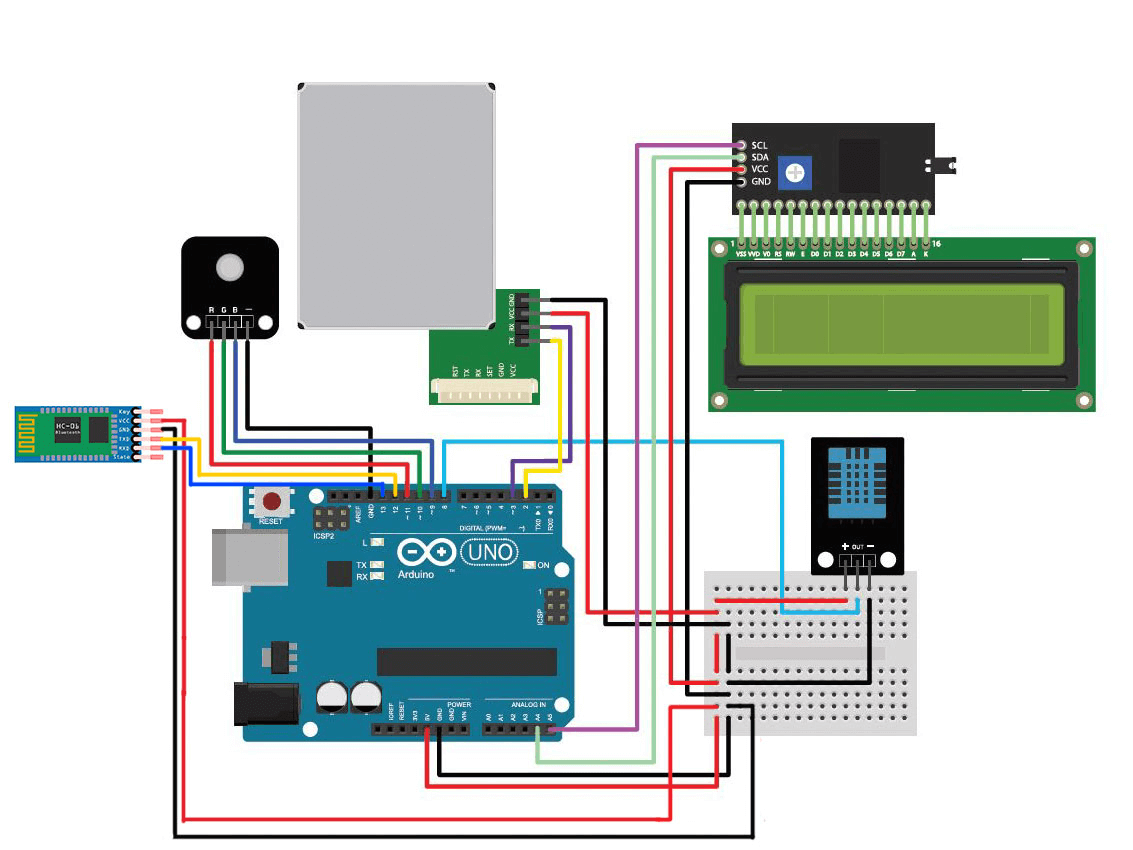 SCL
SDA
VCC
GND
1 16
VSS VVD V0 RS RW E D0 D1 D2 D3 D4 D5 D6 D7 A K
R G B —
GND
VCC
RX
TX
RST TX RX SET GND VCC
HC-06
Bluetooth
Key
VCC
GND
TXD
RXD
State
+ OUT −
RESET
ICSP2
AREF
GND
13
12
~11
~10
~9
8
7
~6
~5
4
~3
2
TX0 ▶1
RX0 ◀0
DIGITAL (PWM=
L
TX
RX
Arduino
™
UNO
ON
1
ICSP
POWER
ANALOG IN
IOREF
RESET
3V3
5V
GND
GND
VIN
A0
A1
A2
A3
A4
A5